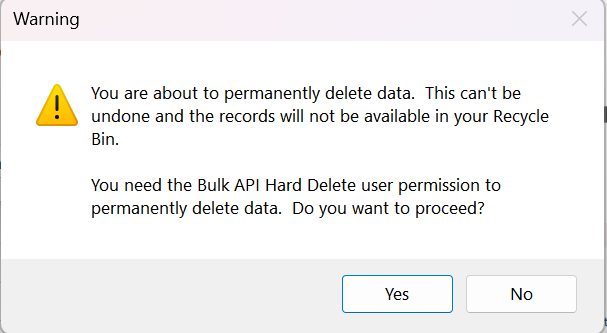 Warning
You are about to permanently delete data.  This can't be
undone and the records will not be available in your Recycle
Bin.
You need the Bulk API Hard Delete user permission to
permanently delete data.  Do you want to proceed?
Yes
No